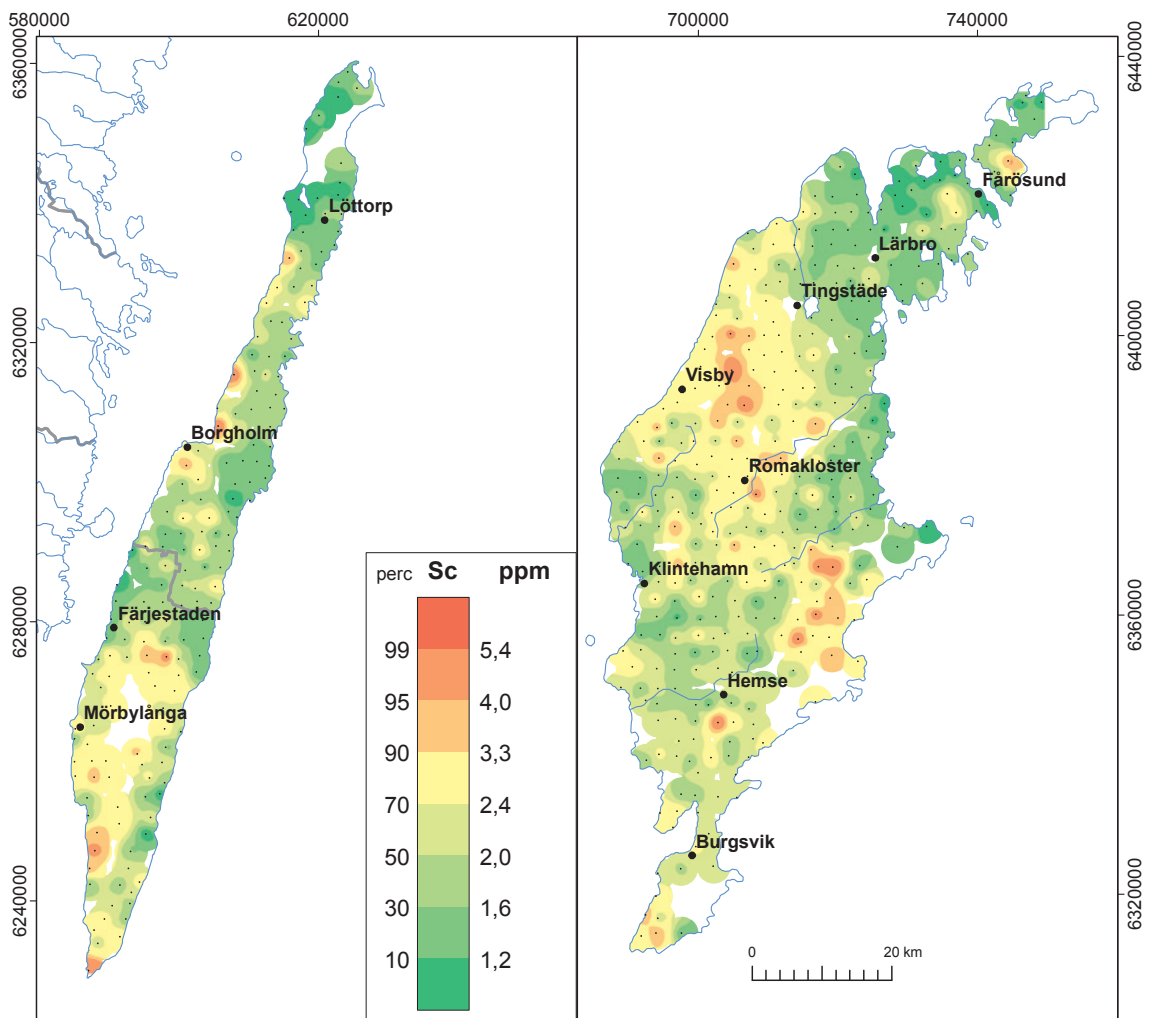 580000
620000
700000
740000
6360000
6320000
6280000
6240000
6440000
6400000
6360000
6320000
Löttorp
Borgholm
Färjestaden
Mörbylånga
Fårösund
Lärbro
Tingstäde
Visby
Romakloster
Klintehamn
Hemse
Burgsvik
perc Sc ppm
99 5,4
95 4,0
90 3,3
70 2,4
50 2,0
30 1,6
10 1,2
0 20 km